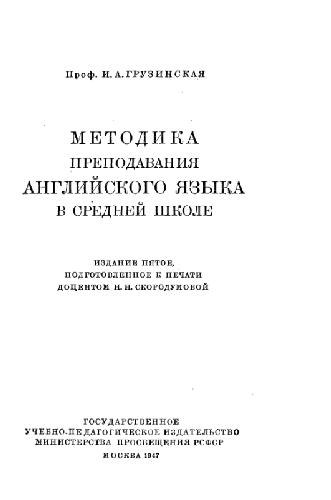 Проф. И. А. ГРУЗИНСКАЯ
МЕТОДИКА
ПРЕПОДАВАНИЯ
АНГЛИЙСКОГО ЯЗЫКА
В СРЕДНЕЙ ШКОЛЕ
ИЗДАНИЕ ПЯТОЕ,
ПОДГОТОВЛЕННОЕ К ПЕЧАТИ
ДОЦЕНТОМ Н. Н. СКОРОДУМОВОЙ
ГОСУДАРСТВЕННОЕ
УЧЕБНО-ПЕДАГОГИЧЕСКОЕ ИЗДАТЕЛЬСТВО
МИНИСТЕРСТВА ПРОСВЕЩЕНИЯ РСФСР
МОСКВА 1947